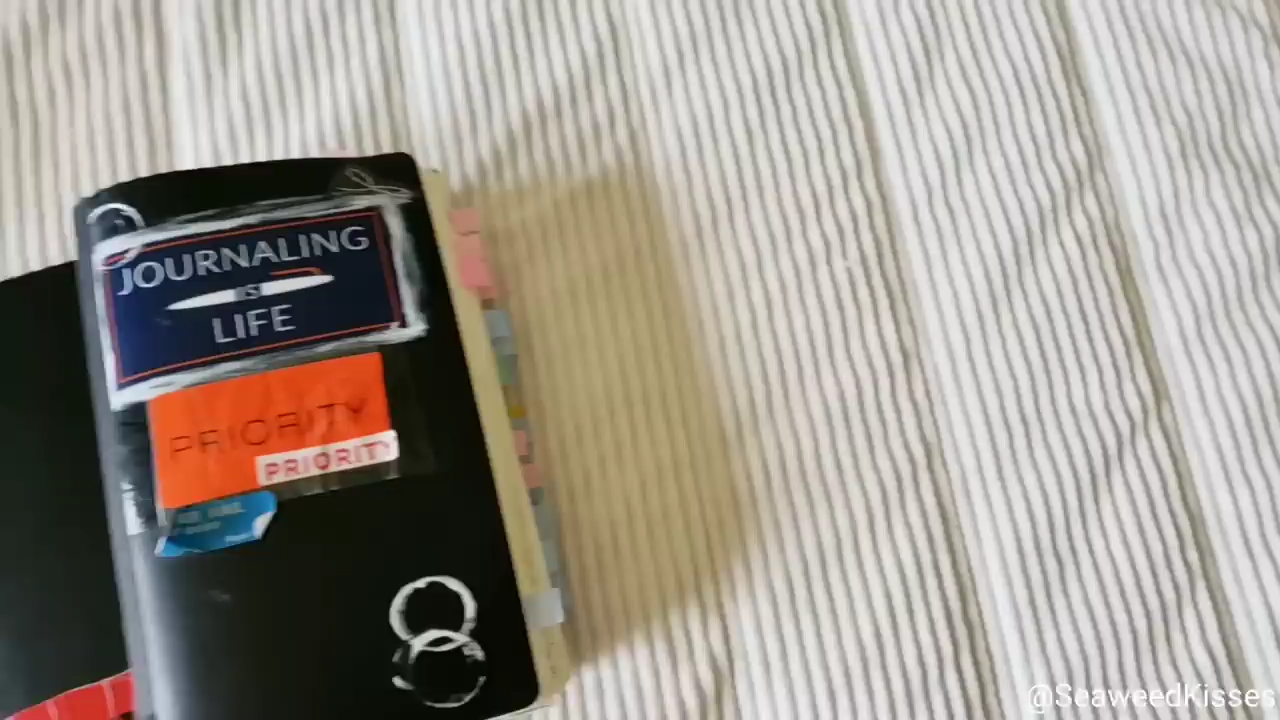 JOURNALING
IS
LIFE
PRIORITY
PRIORITY
@SeaweedKisses